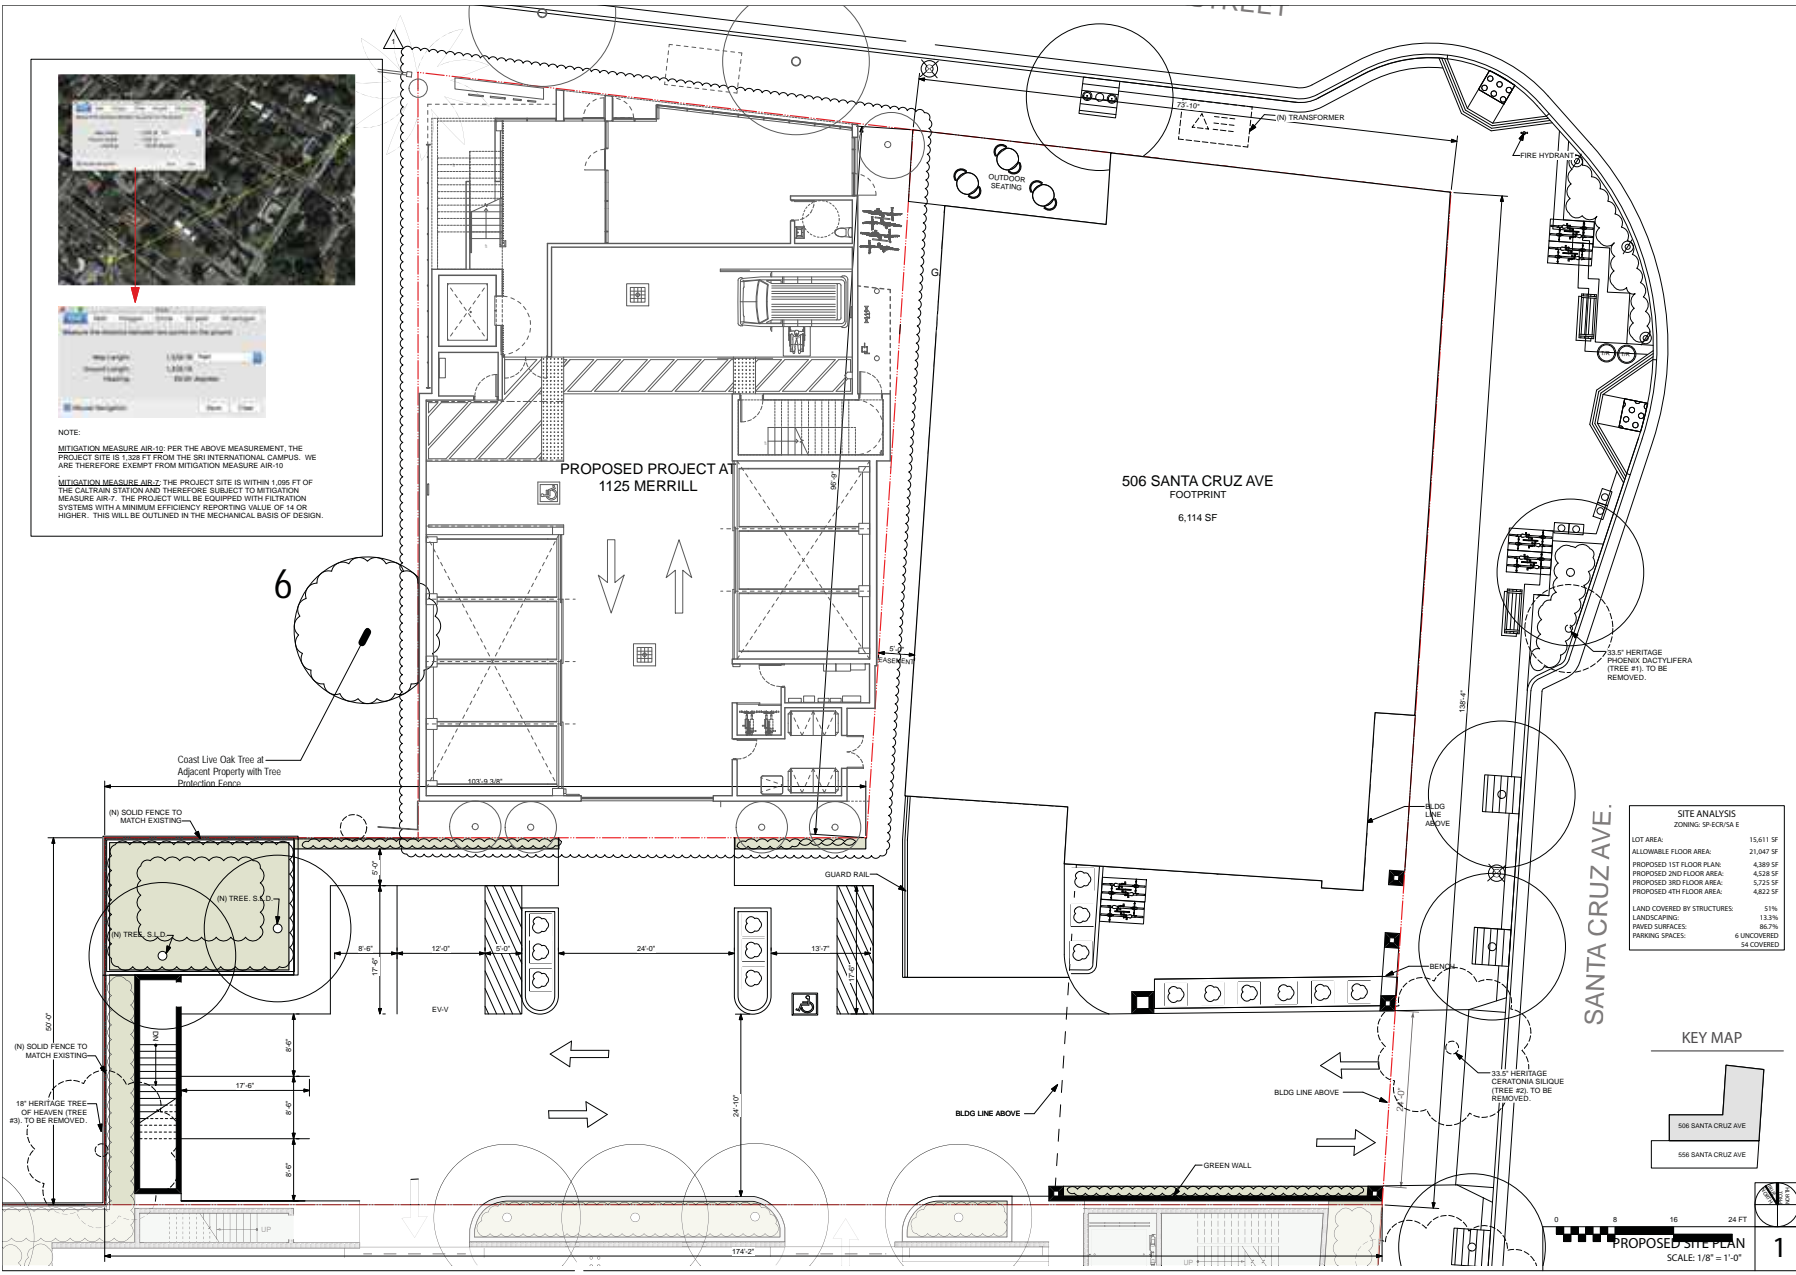 STREET
1
NOTE:
MITIGATION MEASURE AIR-10: PER THE ABOVE MEASUREMENT, THE
PROJECT SITE IS 1,328 FT FROM THE SRI INTERNATIONAL CAMPUS. WE
ARE THEREFORE EXEMPT FROM MITIGATION MEASURE AIR-10
MITIGATION MEASURE AIR-7: THE PROJECT SITE IS WITHIN 1,095 FT OF
THE CALTRAIN STATION AND THEREFORE SUBJECT TO MITIGATION
MEASURE AIR-7. THE PROJECT WILL BE EQUIPPED WITH FILTRATION
SYSTEMS WITH A MINIMUM EFFICIENCY REPORTING VALUE OF 14 OR
HIGHER. THIS WILL BE OUTLINED IN THE MECHANICAL BASIS OF DESIGN.
73'-10"
(N) TRANSFORMER
FIRE HYDRANT
OUTDOOR
SEATING
G
PROPOSED PROJECT AT
1125 MERRILL
96'-9"
506 SANTA CRUZ AVE
FOOTPRINT
6,114 SF
5'-0"
EASEMENT
138'-4"
33.5" HERITAGE
PHOENIX DACTYLIFERA
(TREE #1). TO BE
REMOVED.
6
Coast Live Oak Tree at
Adjacent Property with Tree
Protection Fence
103'-9 3/8"
(N) SOLID FENCE TO
MATCH EXISTING
BLDG
LINE
ABOVE
GUARD RAIL
5'-0"
(N) TREE. S.L.D.
(N) TREE. S.L.D.
8'-6"
12'-0"
5'-0"
24'-0"
13'-7"
17'-6"
17'-6"
EV-V
BENCH
50'-0"
(N) SOLID FENCE TO
MATCH EXISTING
DN
8'-6"
17'-6"
8'-6"
8'-6"
18" HERITAGE TREE
OF HEAVEN (TREE
#3). TO BE REMOVED.
24'-10"
BLDG LINE ABOVE
BLDG LINE ABOVE
24'-0"
33.5" HERITAGE
CERATONIA SILIQUE
(TREE #2). TO BE
REMOVED.
GREEN WALL
UP
UP
174'-2"
SANTA CRUZ AVE.
SITE ANALYSIS
ZONING: SP-ECR/SA E
LOT AREA: 15,611 SF
ALLOWABLE FLOOR AREA: 21,047 SF
PROPOSED 1ST FLOOR PLAN: 4,389 SF
PROPOSED 2ND FLOOR AREA: 4,528 SF
PROPOSED 3RD FLOOR AREA: 5,725 SF
PROPOSED 4TH FLOOR AREA: 4,822 SF
LAND COVERED BY STRUCTURES: 51%
LANDSCAPING: 13.3%
PAVED SURFACES: 86.7%
PARKING SPACES: 6 UNCOVERED
54 COVERED
KEY MAP
506 SANTA CRUZ AVE
556 SANTA CRUZ AVE
0 8 16 24 FT
PROPOSED SITE PLAN
SCALE: 1/8" = 1'-0"
1